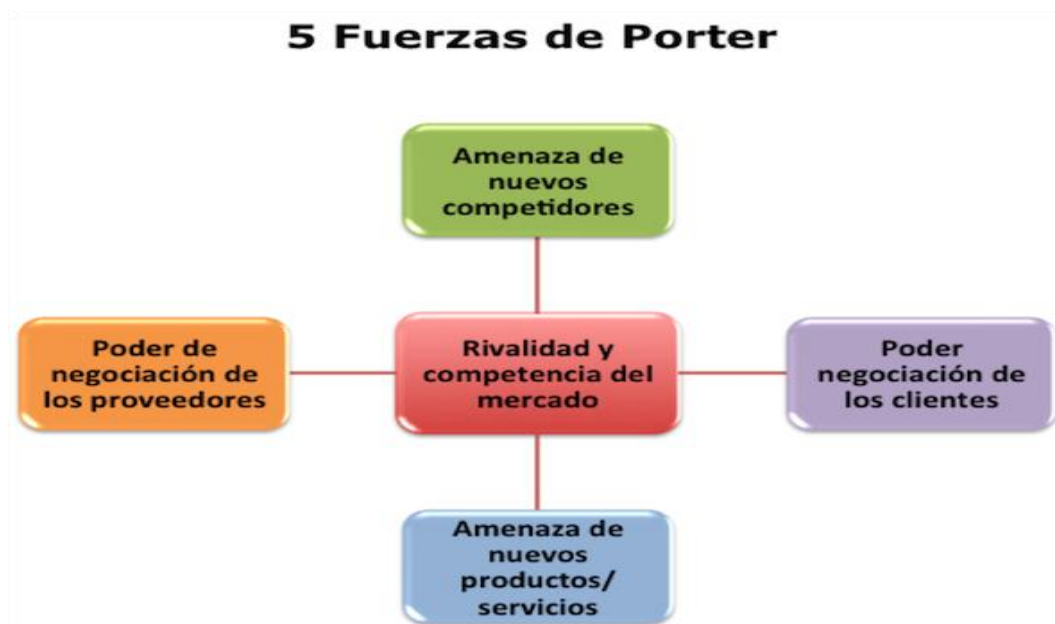 5 Fuerzas de Porter
Amenaza de
nuevos
competidores
Poder de
negociación de
los proveedores
Rivalidad y
competencia del
mercado
Poder
negociación de
los clientes
Amenaza de
nuevos
productos/
servicios